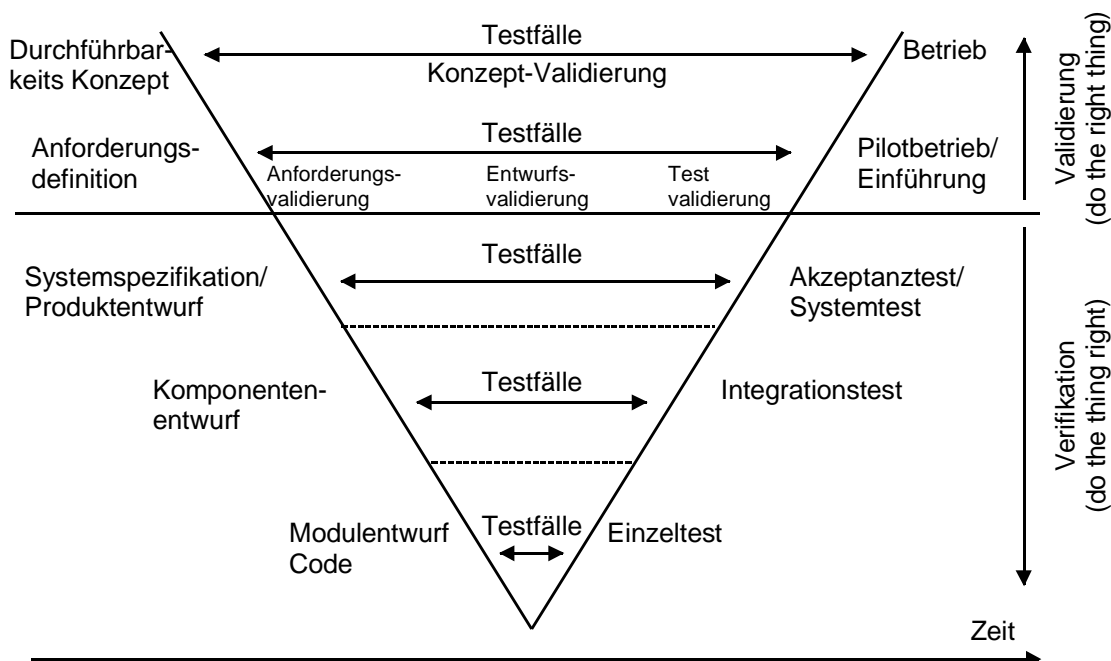 Testfälle
Durchführbar-
keits Konzept
Konzept-Validierung
Betrieb
Testfälle
Anforderungs-
definition
Pilotbetrieb/
Einführung
Anforderungs-
validierung
Entwurfs-
validierung
Test
validierung
Validierung
(do the right thing)
Testfälle
Systemspezifikation/
Produktentwurf
Akzeptanztest/
Systemtest
Testfälle
Komponenten-
entwurf
Integrationstest
Verifikation
(do the thing right)
Testfälle
Modulentwurf
Code
Einzeltest
Zeit